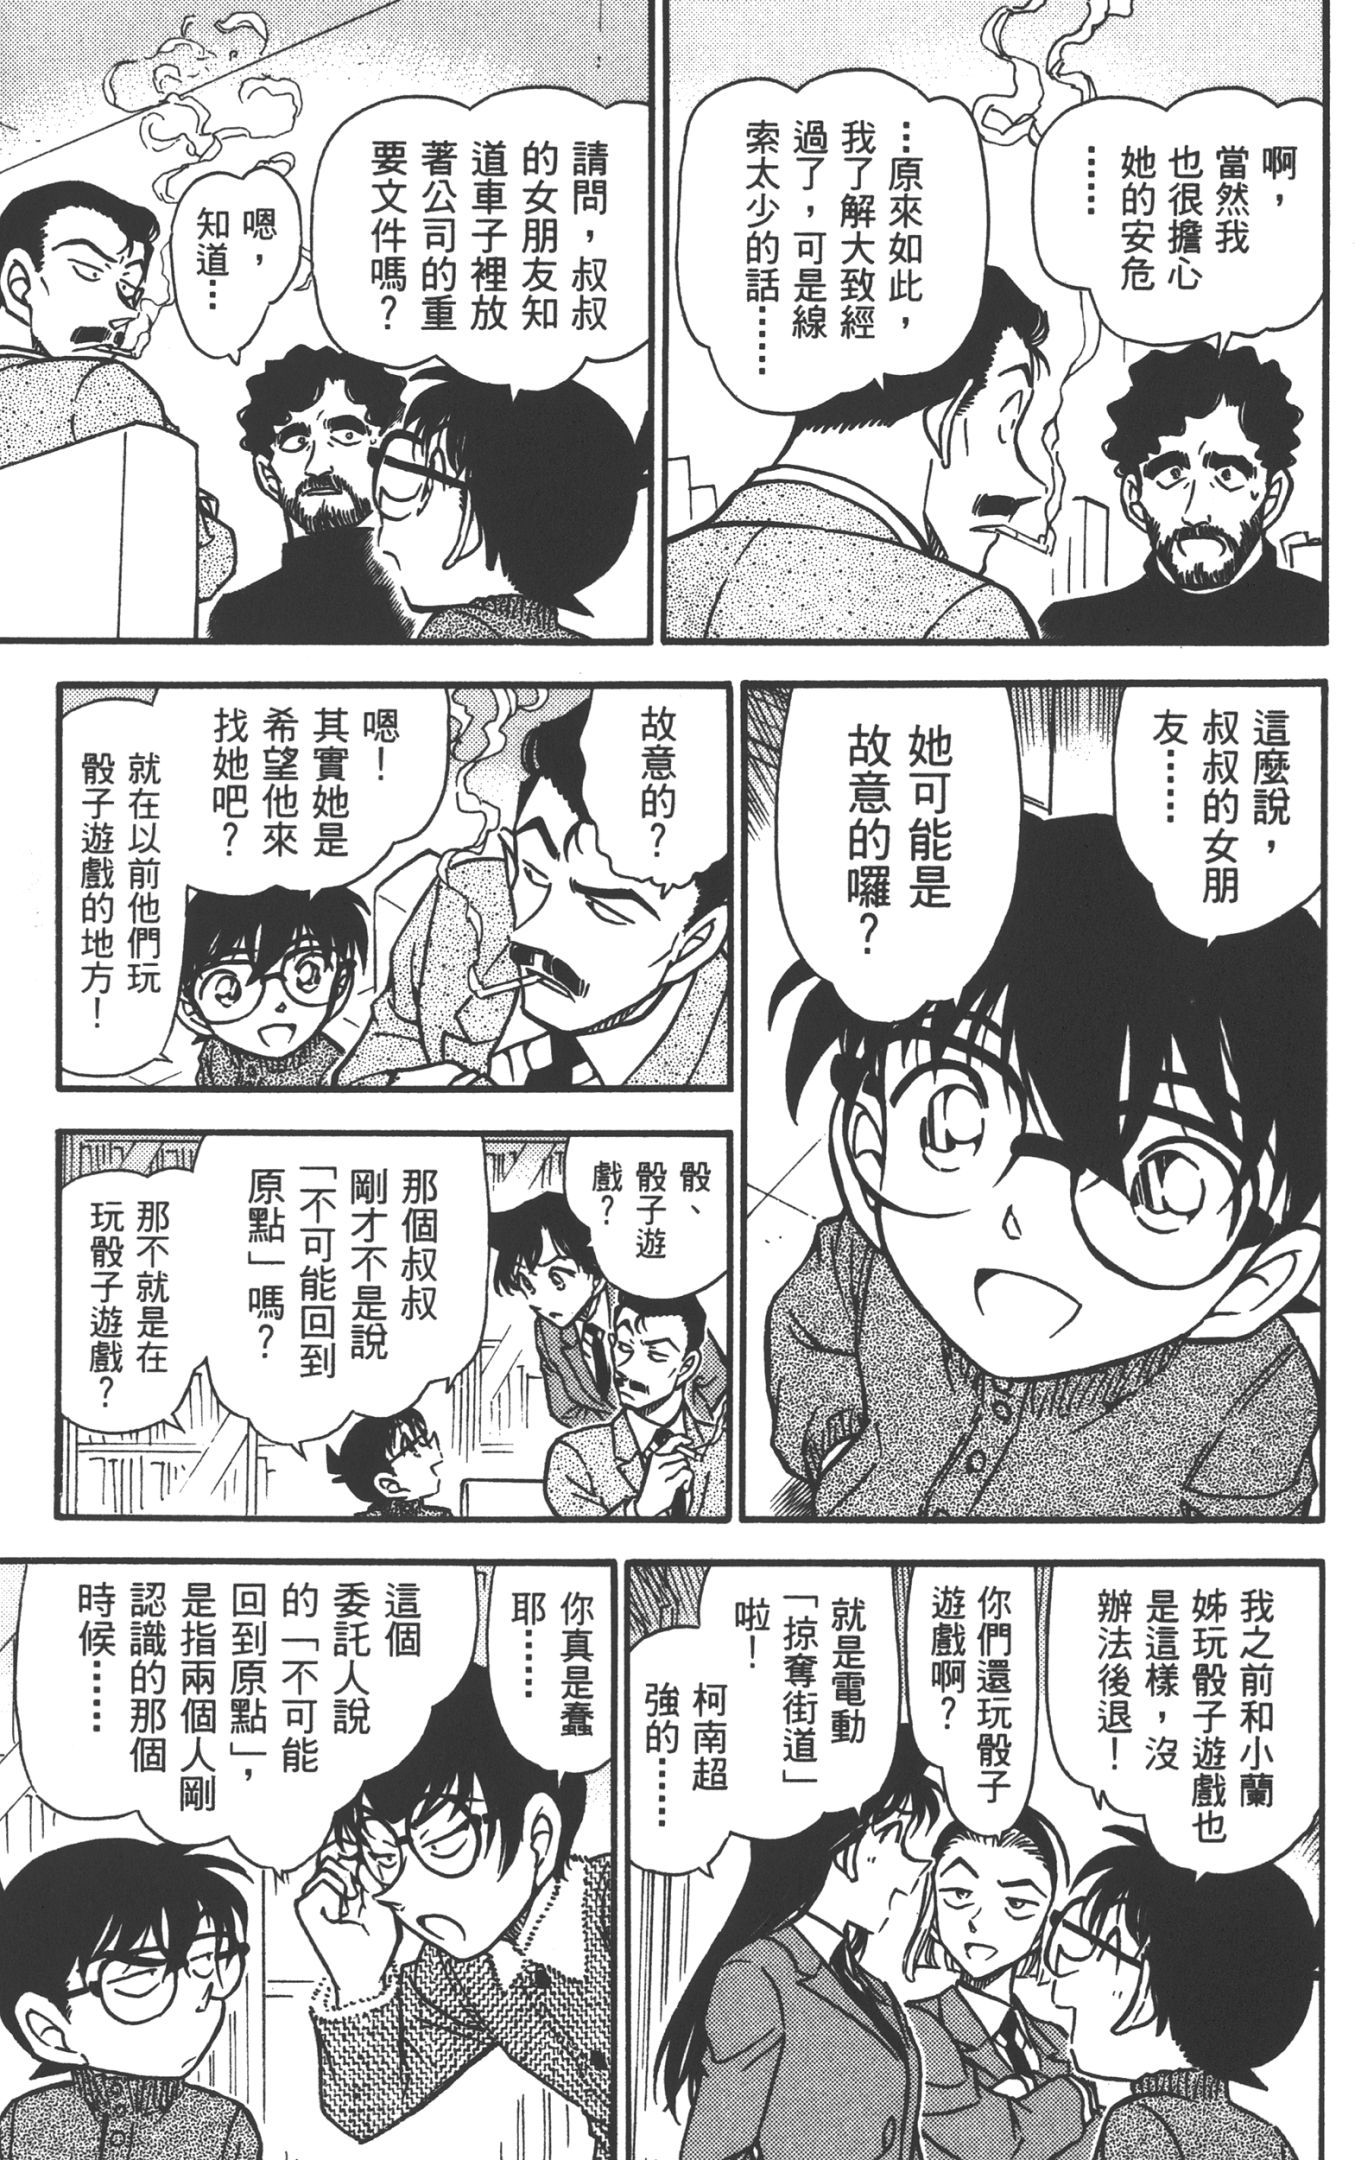 啊，
當然我
也很擔心
她的安危
……
…原來如此，
我了解大致經
過了，可是線
索太少的話……
請問，叔叔
的女朋友知
道車子裡放
著公司的重
要文件嗎？
嗯，
知道…
這麼說，
叔叔的女朋
友……
她可能是
故意的囉？
故意的？
嗯！
其實她是
希望他來
找她吧？
就在以前他們玩
骰子遊戲的地方！
骰、
骰子遊
戲？
那個叔叔
剛才不是說
「不可能回到
原點」嗎？
那不就是在
玩骰子遊戲？
我之前和小蘭
姊玩骰子遊戲也
是這樣，沒
辦法後退！
你們還玩骰子
遊戲啊？
就是電動
「掠奪街道」
啦！
柯南超
強的……
你真是蠢
耶……
這個
委託人說
的「不可能
回到原點」，
是指兩個人剛
認識的那個
時候……